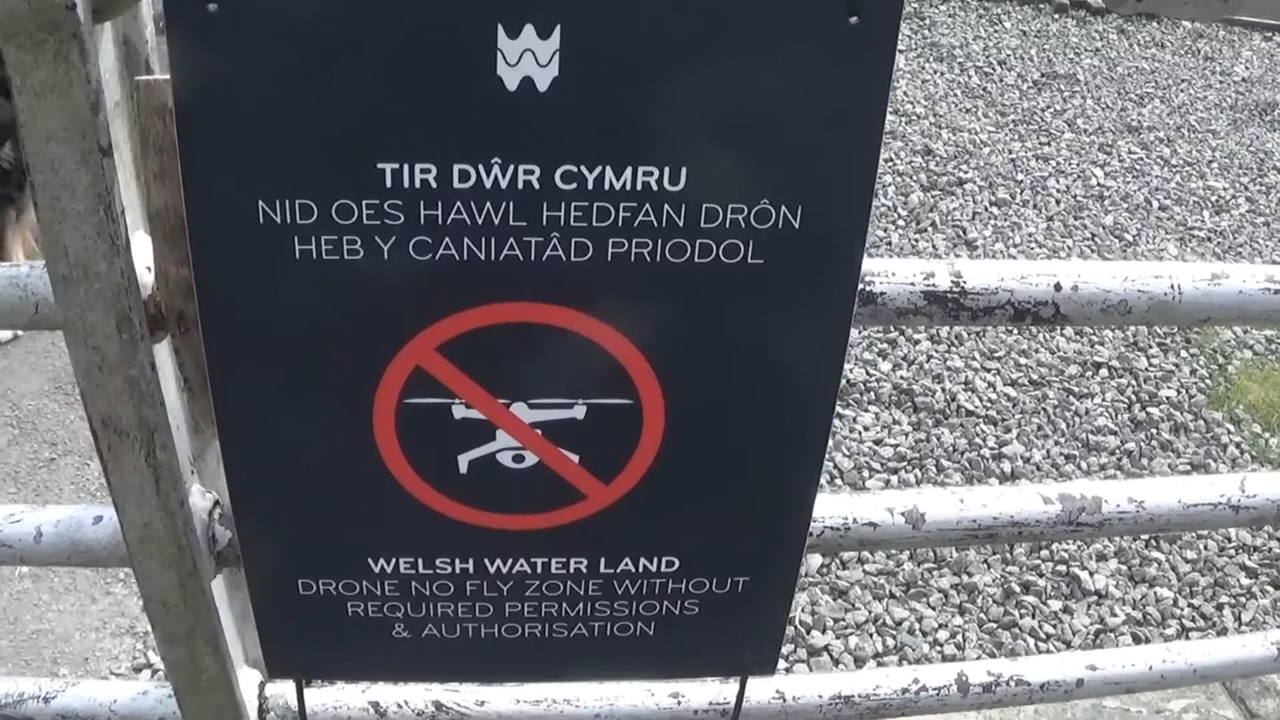 TIR DŴR CYMRU
NID OES HAWL HEDFAN DRÔN
HEB Y CANIATÂD PRIODOL
WELSH WATER LAND
DRONE NO FLY ZONE WITHOUT
REQUIRED PERMISSIONS
& AUTHORISATION